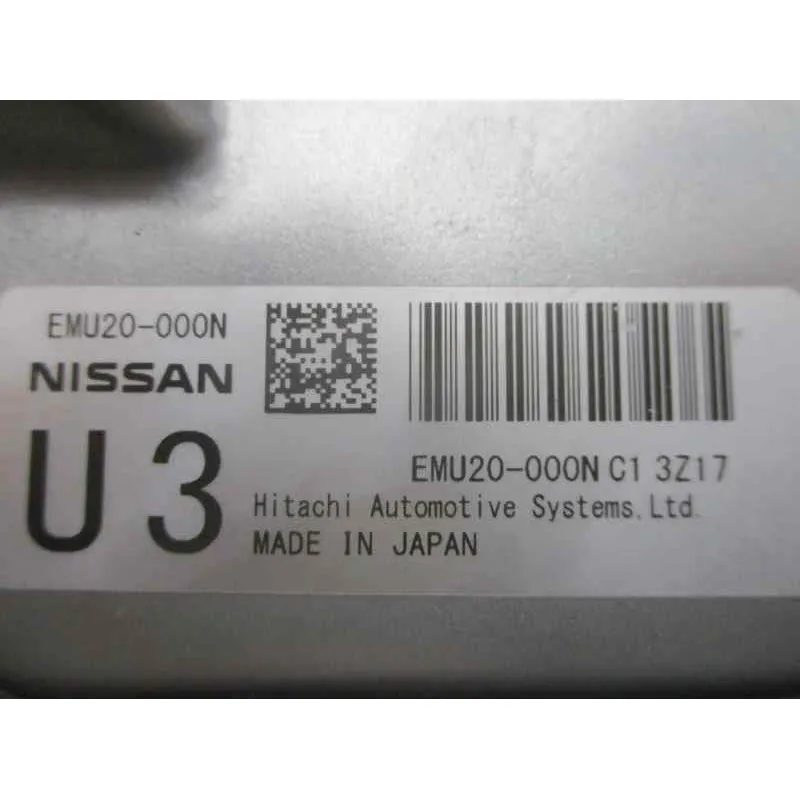 EMU20-000N
NISSAN
U3
EMU20-000N C1 3Z17
Hitachi Automotive Systems,Ltd.
MADE IN JAPAN